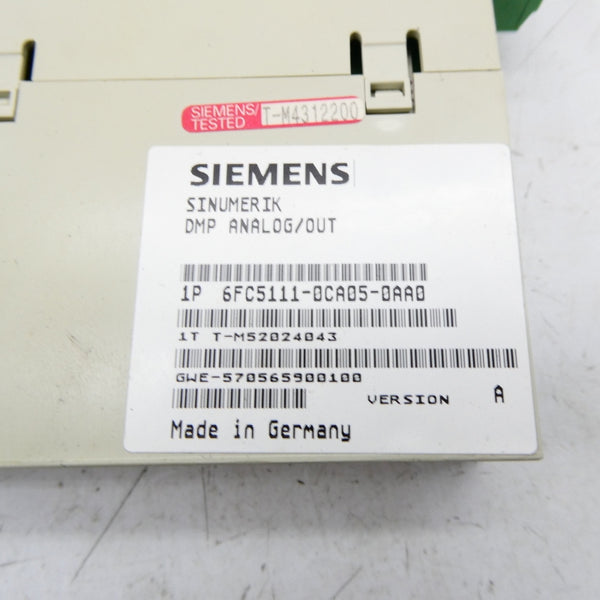 SIEMENS/
TESTED
T-M4312200
SIEMENS
SINUMERIK
DMP ANALOG/OUT
1P 6FC5111-0CA05-0AA0
1T T-M52024043
GWE-570565900100
VERSION A
Made in Germany